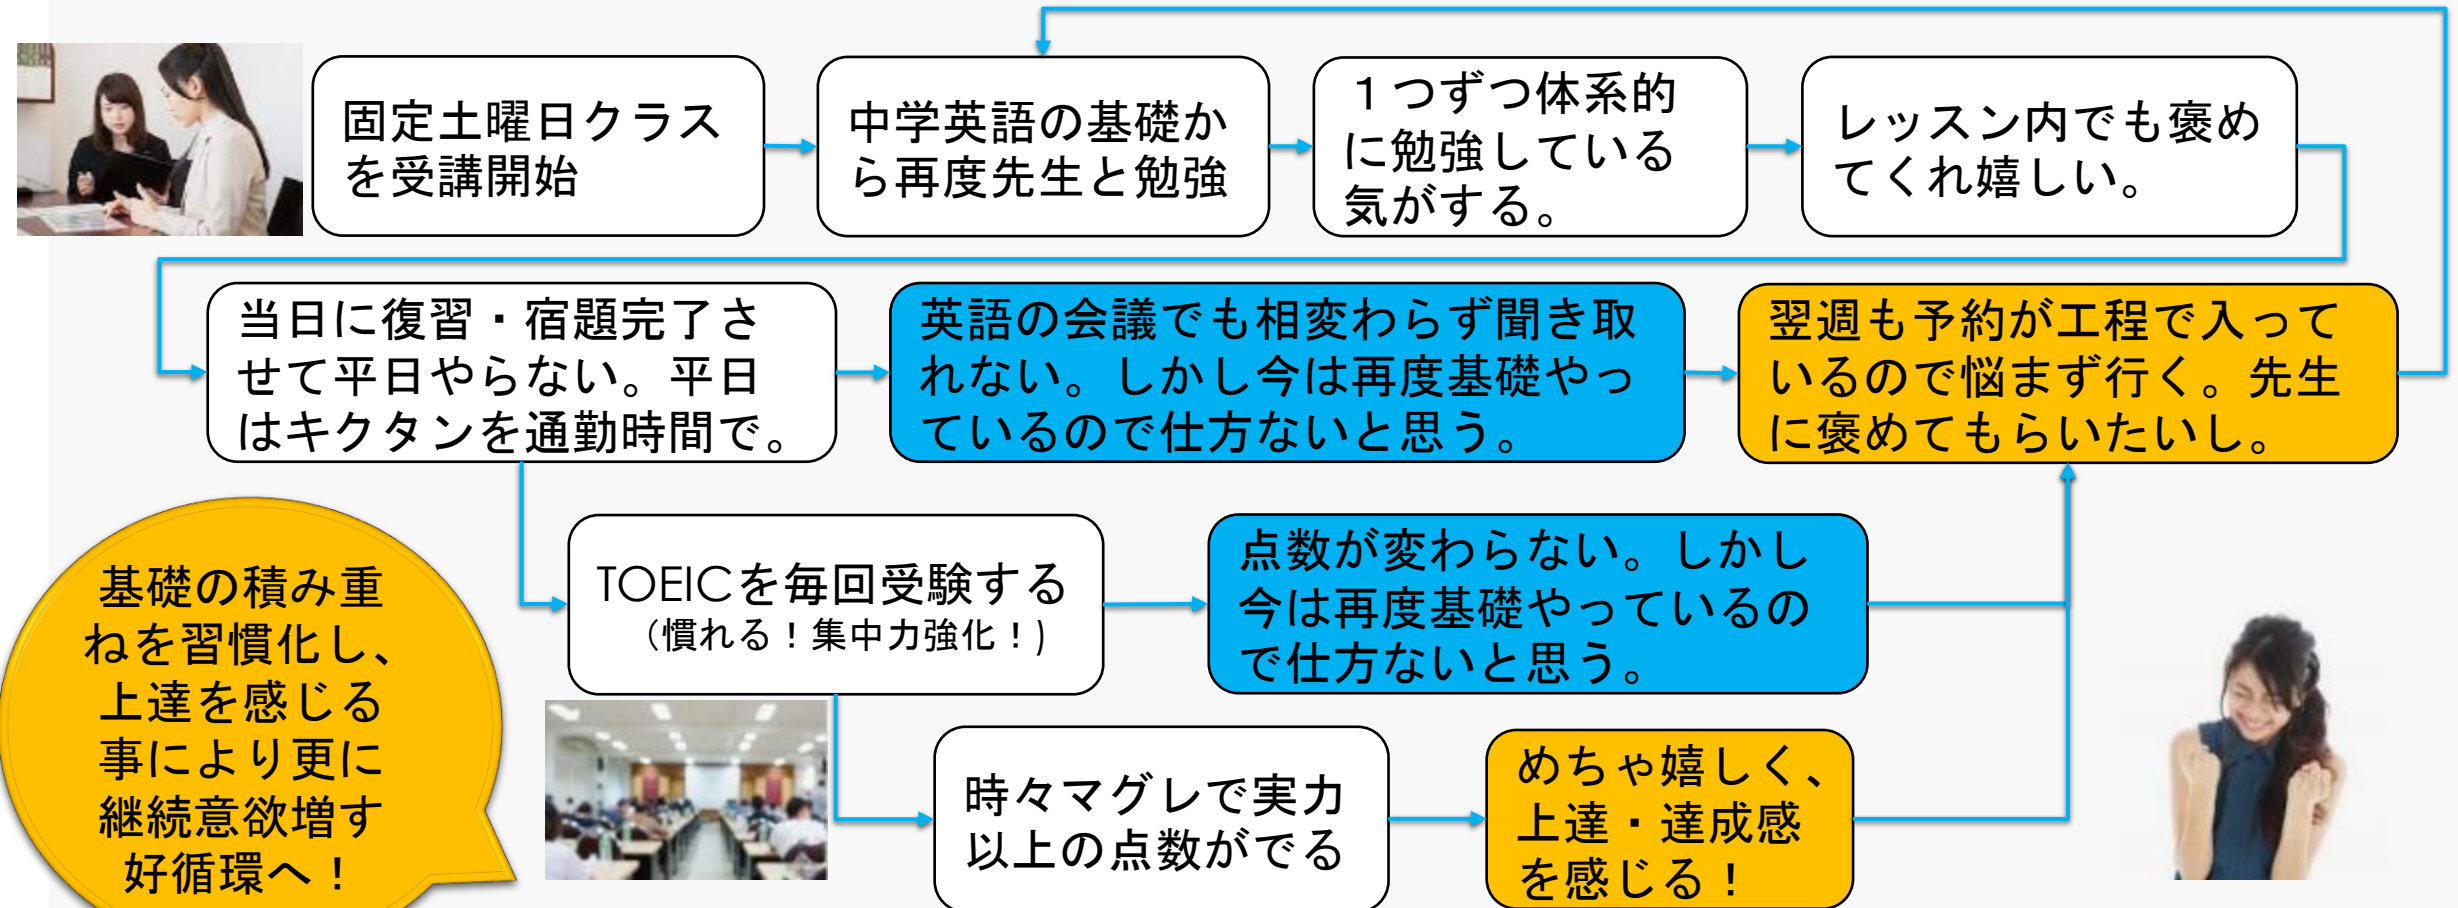 固定土曜日クラス
を受講開始
中学英語の基礎か
ら再度先生と勉強
１つずつ体系的
に勉強している
気がする。
レッスン内でも褒め
てくれ嬉しい。
当日に復習・宿題完了さ
せて平日やらない。平日
はキクタンを通勤時間で。
英語の会議でも相変わらず聞き取
れない。しかし今は再度基礎やっ
ているので仕方ないと思う。
翌週も予約が工程で入って
いるので悩まず行く。先生
に褒めてもらいたいし。
基礎の積み重
ねを習慣化し、
上達を感じる
事により更に
継続意欲増す
好循環へ！
TOEICを毎回受験する
（慣れる！集中力強化！)
点数が変わらない。しかし
今は再度基礎やっているの
で仕方ないと思う。
時々マグレで実力
以上の点数がでる
めちゃ嬉しく、
上達・達成感
を感じる！